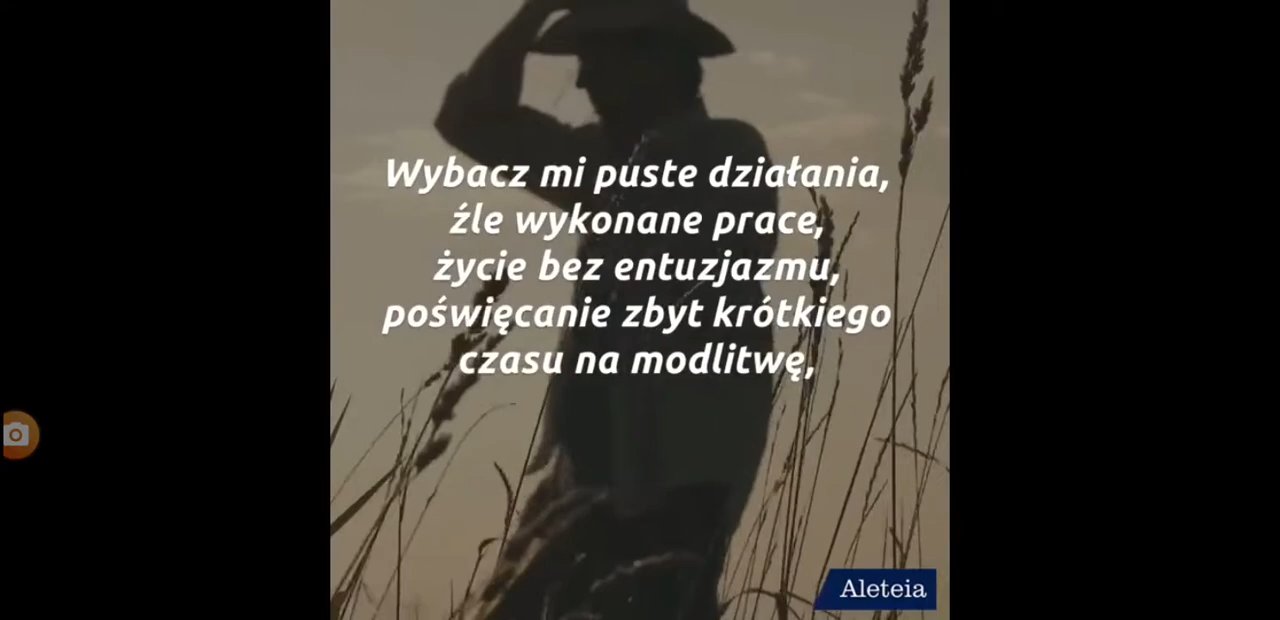 Wybacz mi puste działania,
źle wykonane prace,
życie bez entuzjazmu,
poświęcanie zbyt krótkiego
czasu na modlitwę,
Aleteia